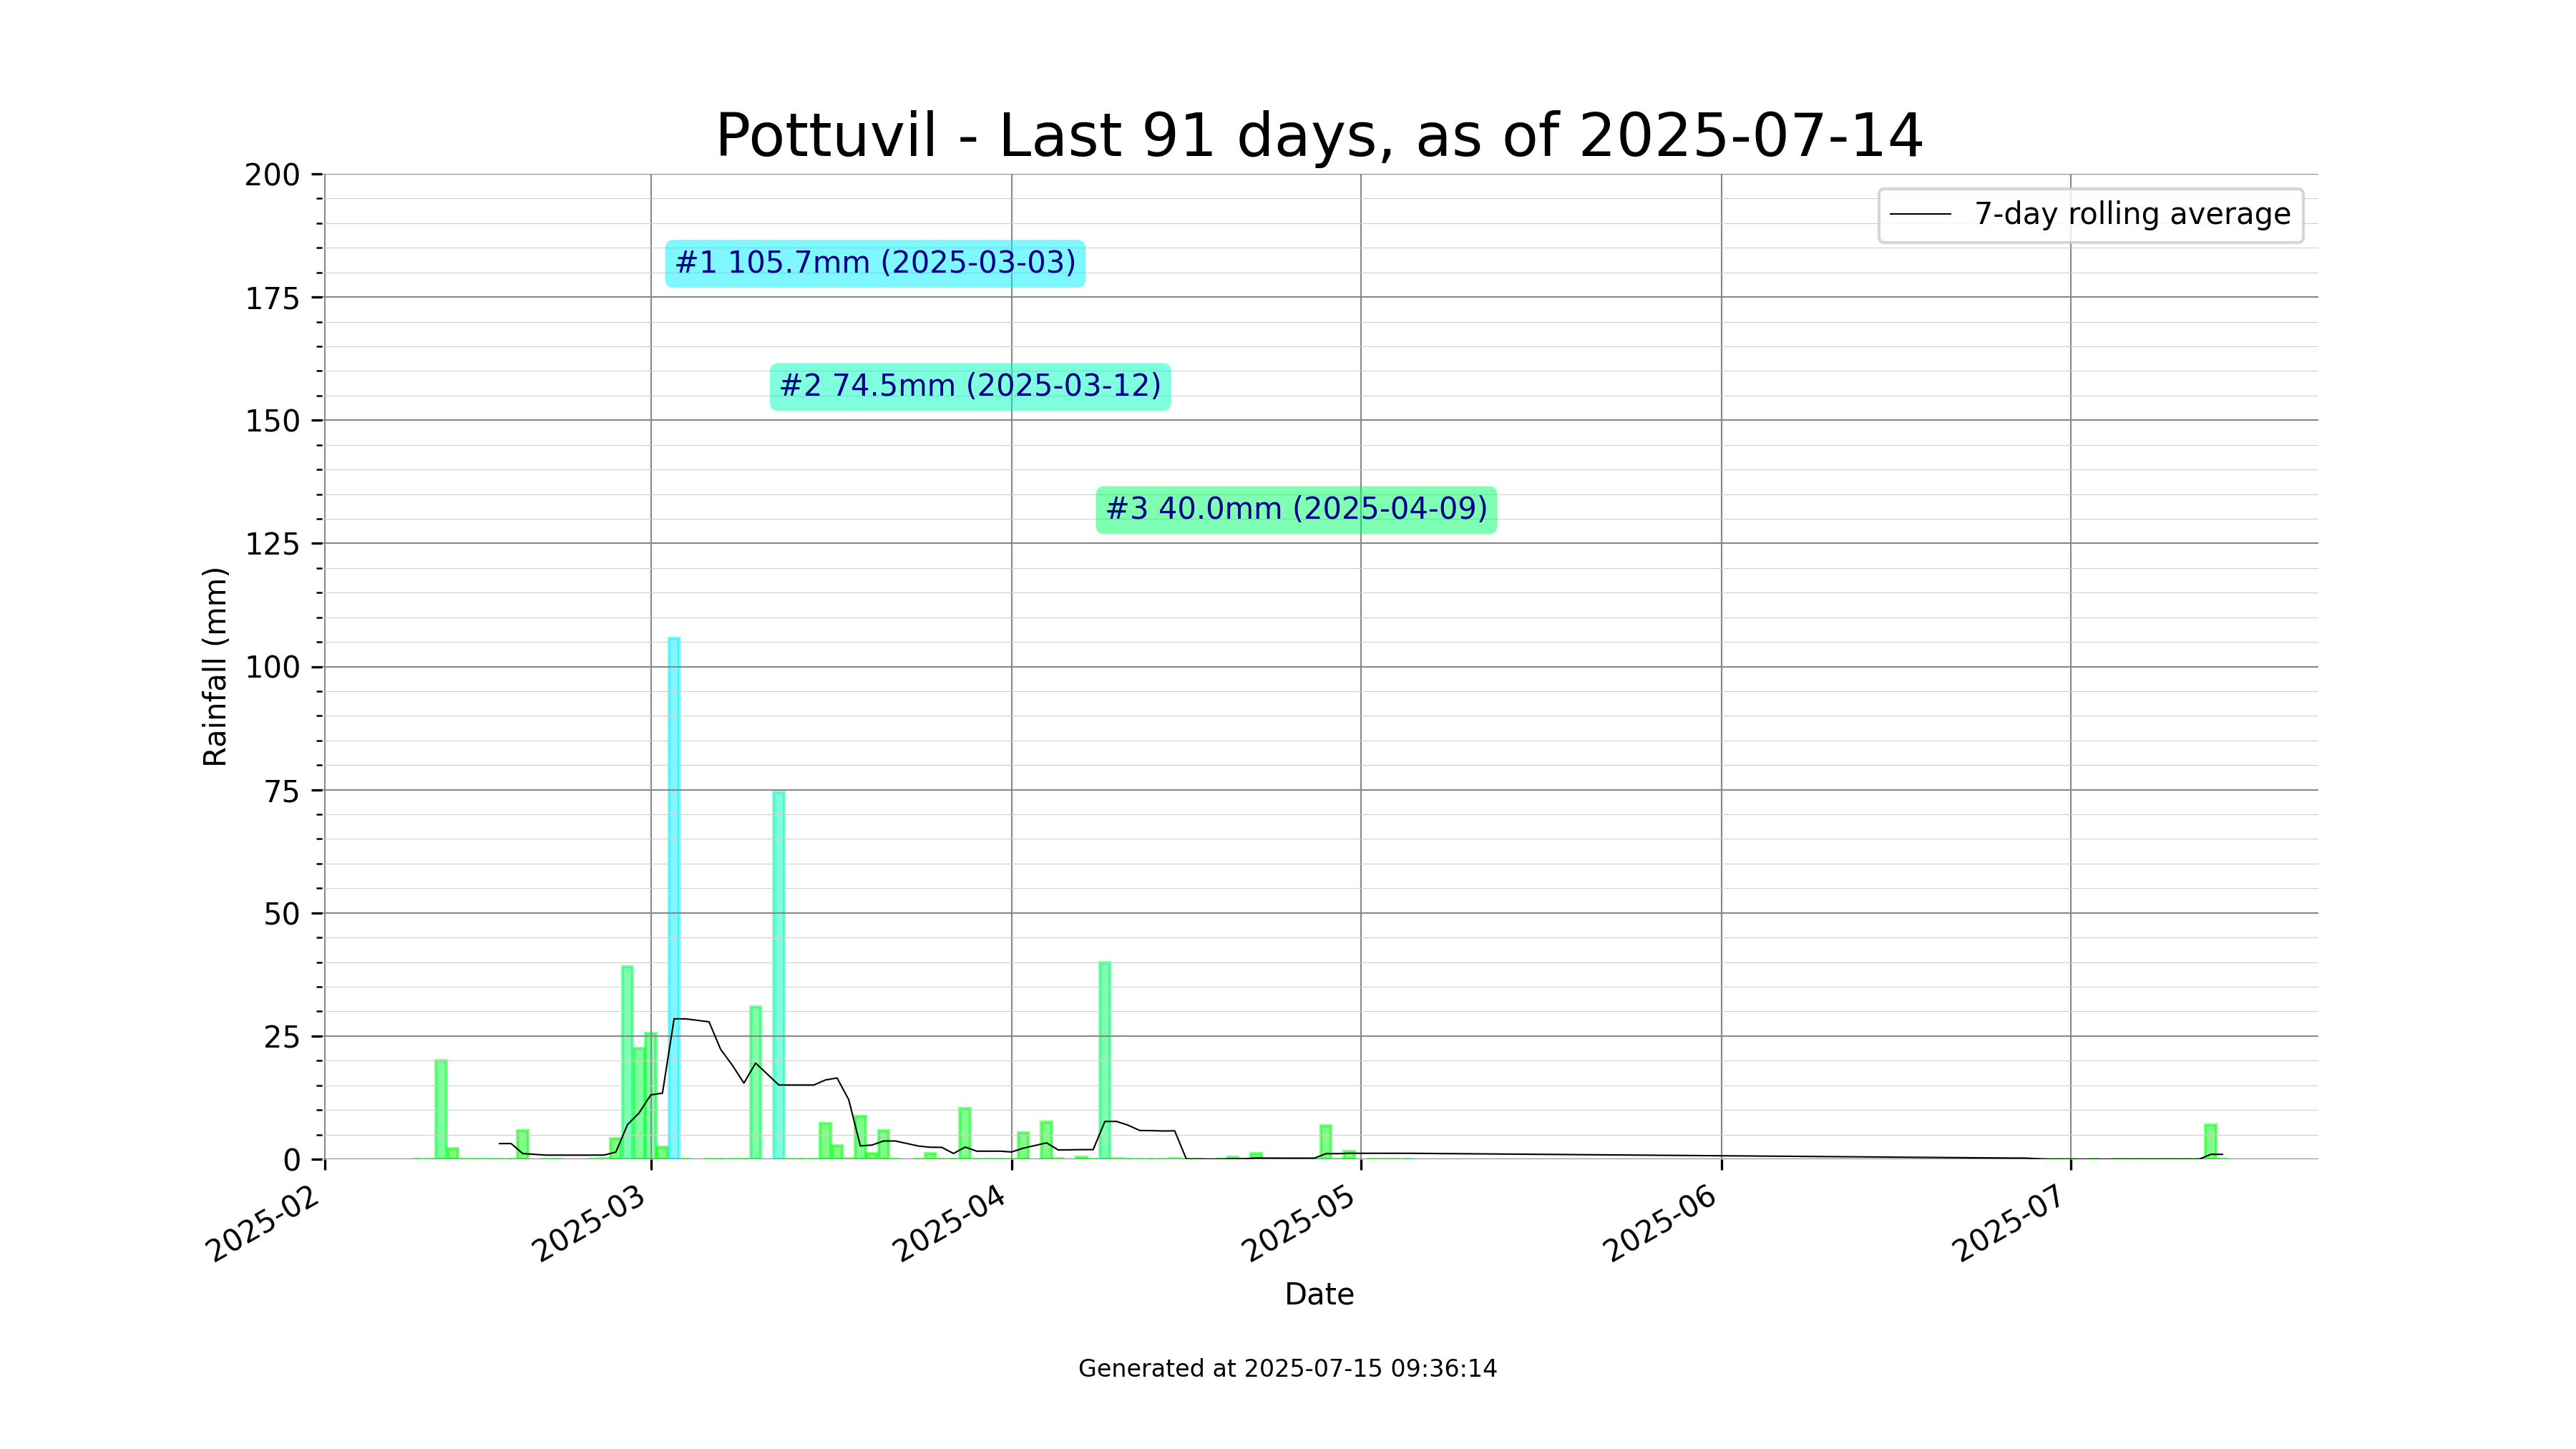 Pottuvil - Last 91 days, as of 2025-07-14
200
175
150
125
100
75
50
25
0
Rainfall (mm)
7-day rolling average
#1 105.7mm (2025-03-03)
#2 74.5mm (2025-03-12)
#3 40.0mm (2025-04-09)
2025-02
2025-03
2025-04
2025-05
2025-06
2025-07
Date
Generated at 2025-07-15 09:36:14